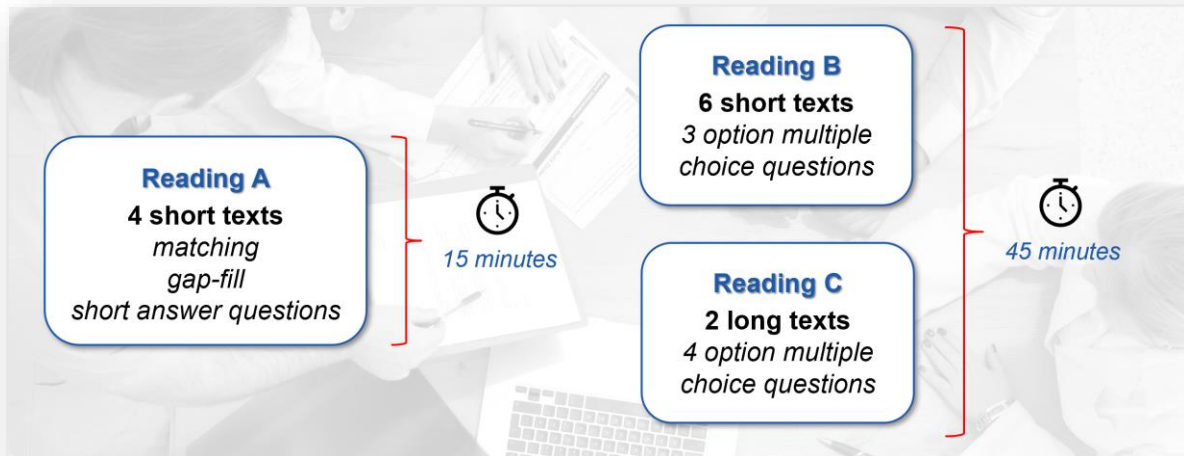 Reading A
4 short texts
matching
gap-fill
short answer questions
15 minutes
Reading B
6 short texts
3 option multiple
choice questions
Reading C
2 long texts
4 option multiple
choice questions
45 minutes